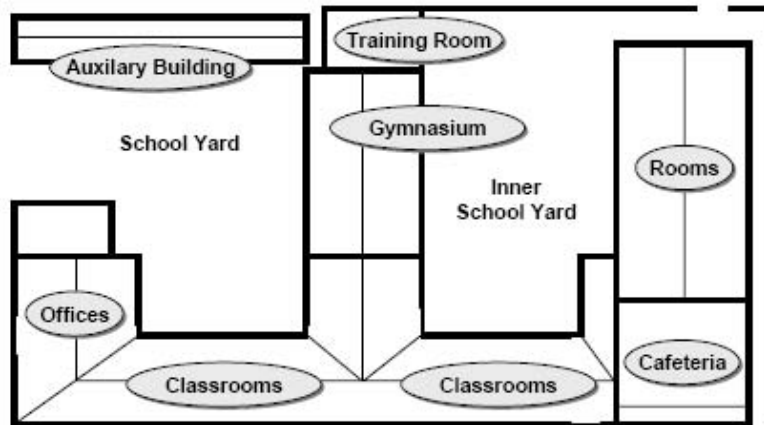 Training Room
Auxilary Building
Gymnasium
School Yard
Rooms
Inner
School Yard
Offices
Classrooms
Classrooms
Cafeteria